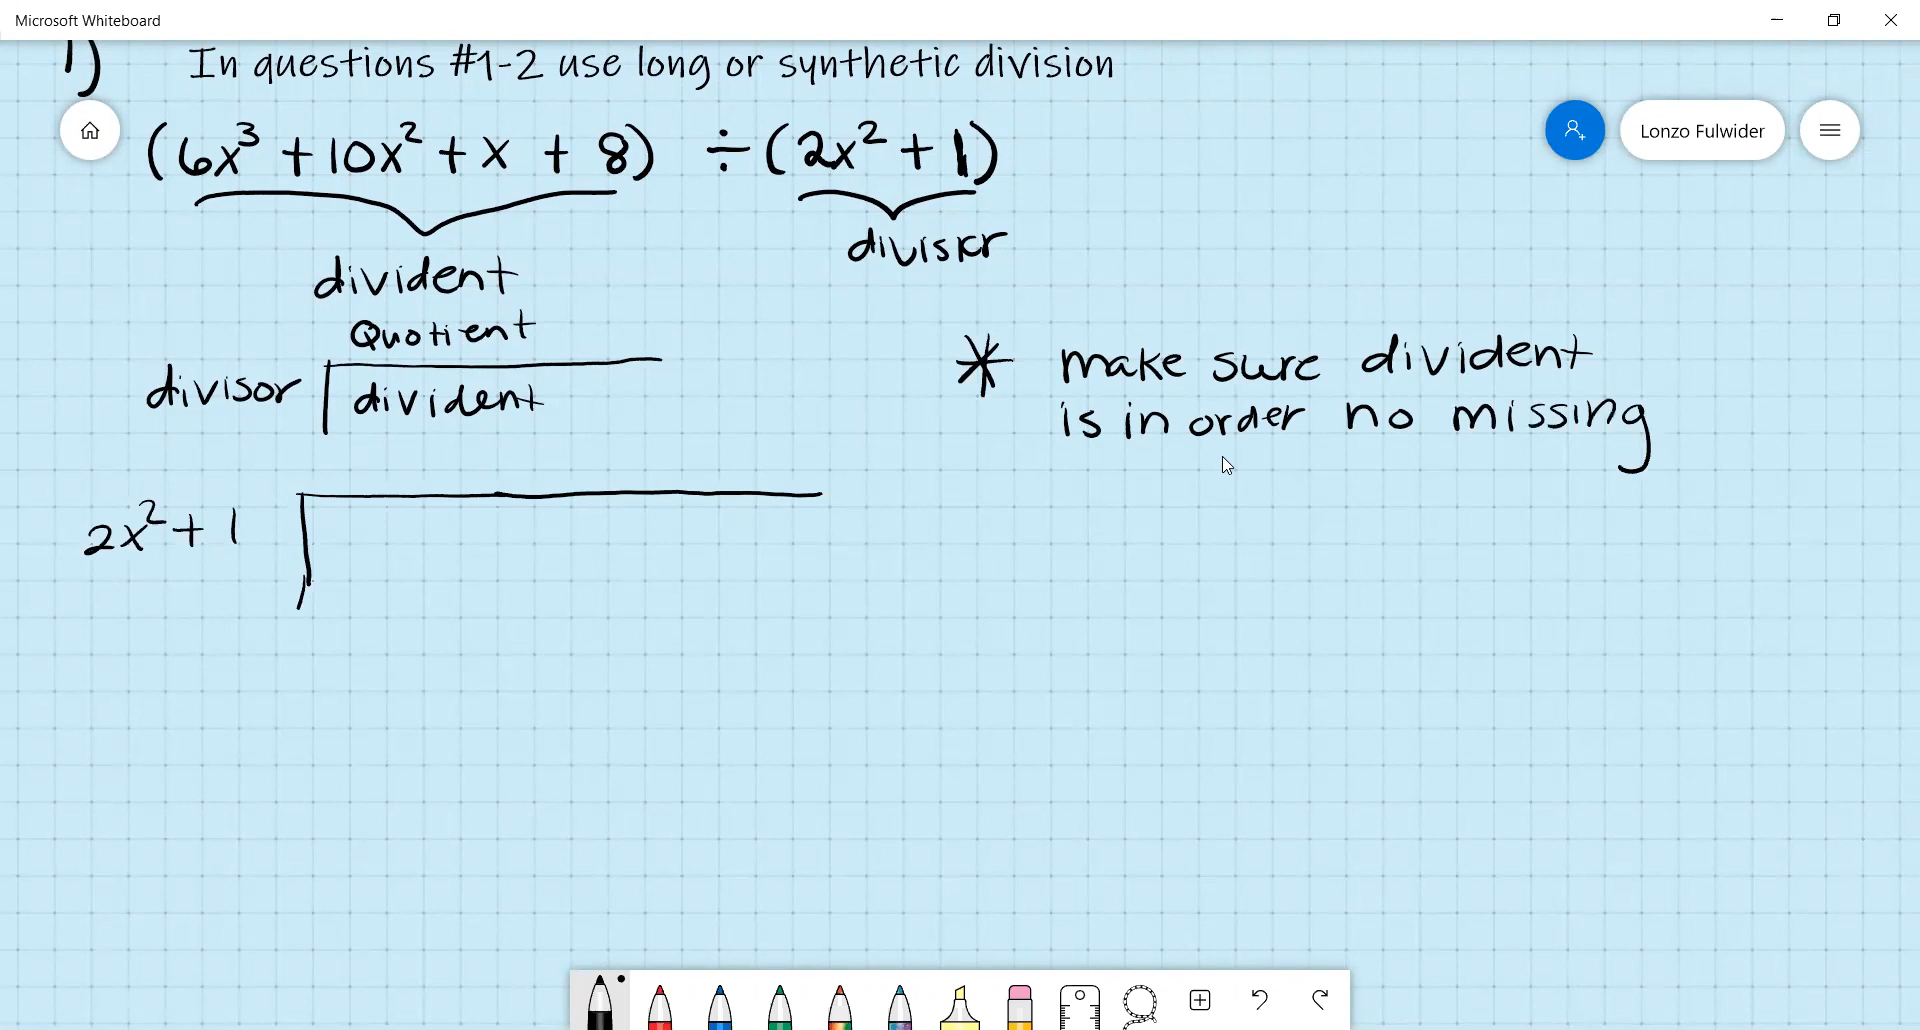 Microsoft Whiteboard
1) In questions #1-2 use long or synthetic division
(6x³ + 10x² + x + 8) ÷ (2x² + 1)
Lonzo Fulwider
divisor
divident
Quotient
divisor divident
* make sure divident
is in order no missing
2x² + 1